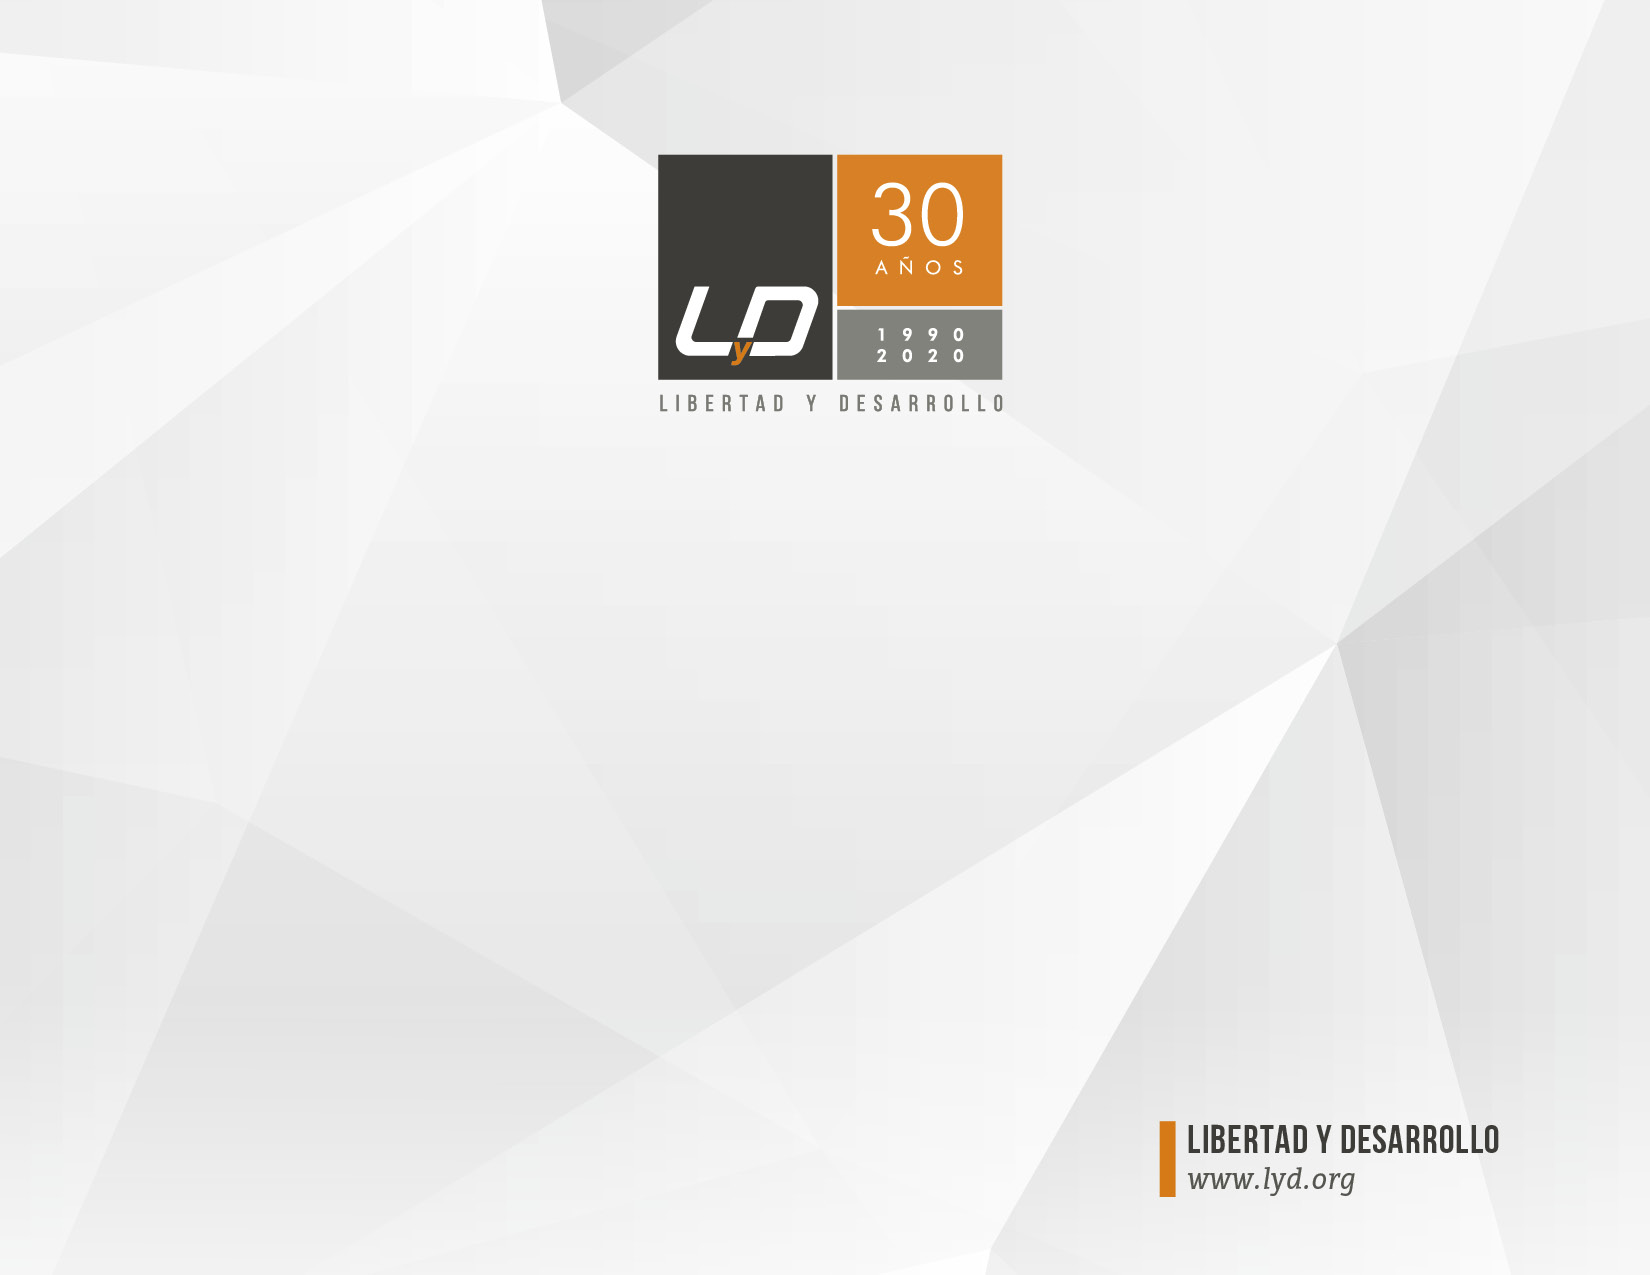 30
AÑOS
LyD
1990
2020
LIBERTAD Y DESARROLLO
LIBERTAD Y DESARROLLO
www.lyd.org